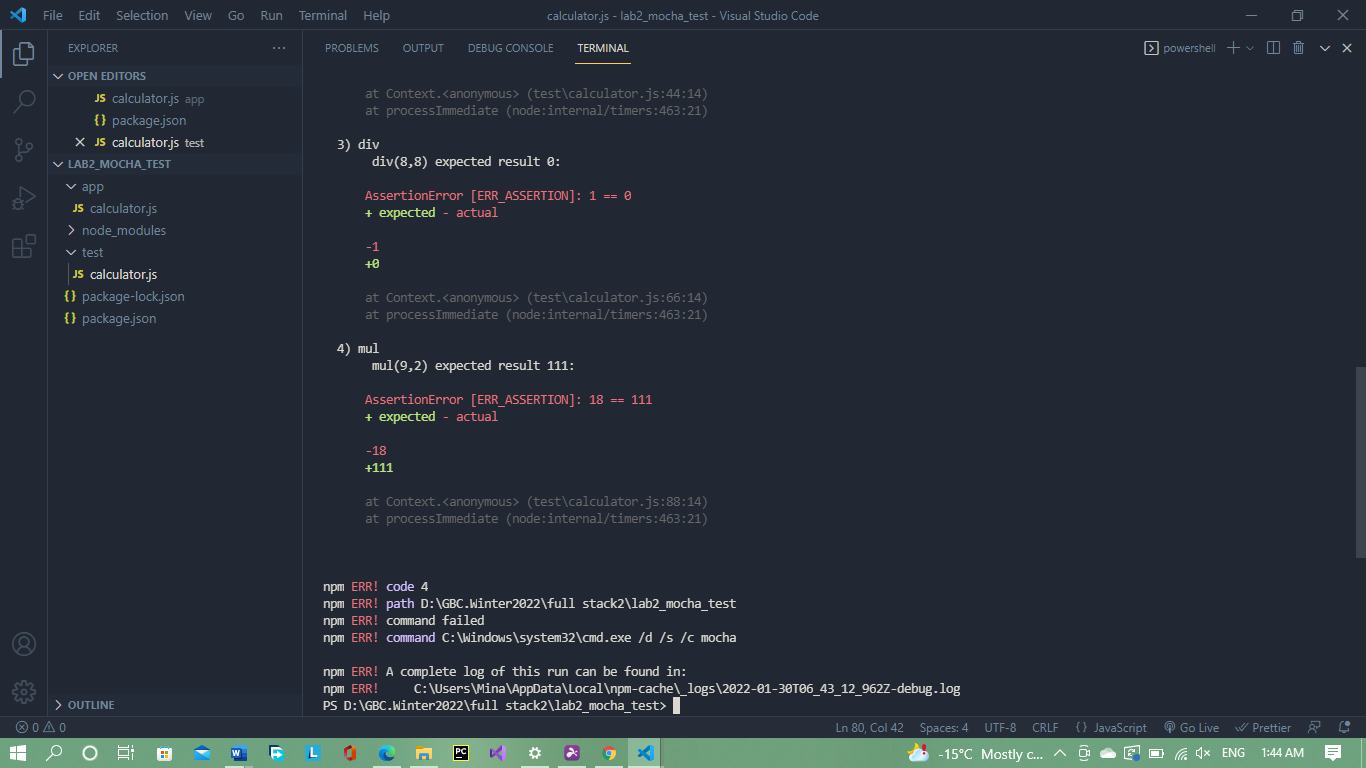 File Edit Selection View Go Run Terminal Help calculator.js - lab2_mocha_test - Visual Studio Code
EXPLORER
OPEN EDITORS
JS calculator.js app
{} package.json
JS calculator.js test
LAB2_MOCHA_TEST
app
JS calculator.js
node_modules
test
JS calculator.js
{} package-lock.json
{} package.json
OUTLINE
PROBLEMS OUTPUT DEBUG CONSOLE TERMINAL powershell
at Context.<anonymous> (test\calculator.js:44:14)
at processImmediate (node:internal/timers:463:21)
3) div
div(8,8) expected result 0:
AssertionError [ERR_ASSERTION]: 1 == 0
+ expected - actual
-1
+0
at Context.<anonymous> (test\calculator.js:66:14)
at processImmediate (node:internal/timers:463:21)
4) mul
mul(9,2) expected result 111:
AssertionError [ERR_ASSERTION]: 18 == 111
+ expected - actual
-18
+111
at Context.<anonymous> (test\calculator.js:88:14)
at processImmediate (node:internal/timers:463:21)
npm ERR! code 4
npm ERR! path D:\GBC.Winter2022\full stack2\lab2_mocha_test
npm ERR! command failed
npm ERR! command C:\Windows\system32\cmd.exe /d /s /c mocha
npm ERR! A complete log of this run can be found in:
npm ERR!     C:\Users\Mina\AppData\Local\npm-cache\_logs\2022-01-30T06_43_12_962Z-debug.log
PS D:\GBC.Winter2022\full stack2\lab2_mocha_test>
0 0 Ln 80, Col 42 Spaces: 4 UTF-8 CRLF {} JavaScript Go Live Prettier
W L PC -15°C Mostly c... ENG 1:44 AM